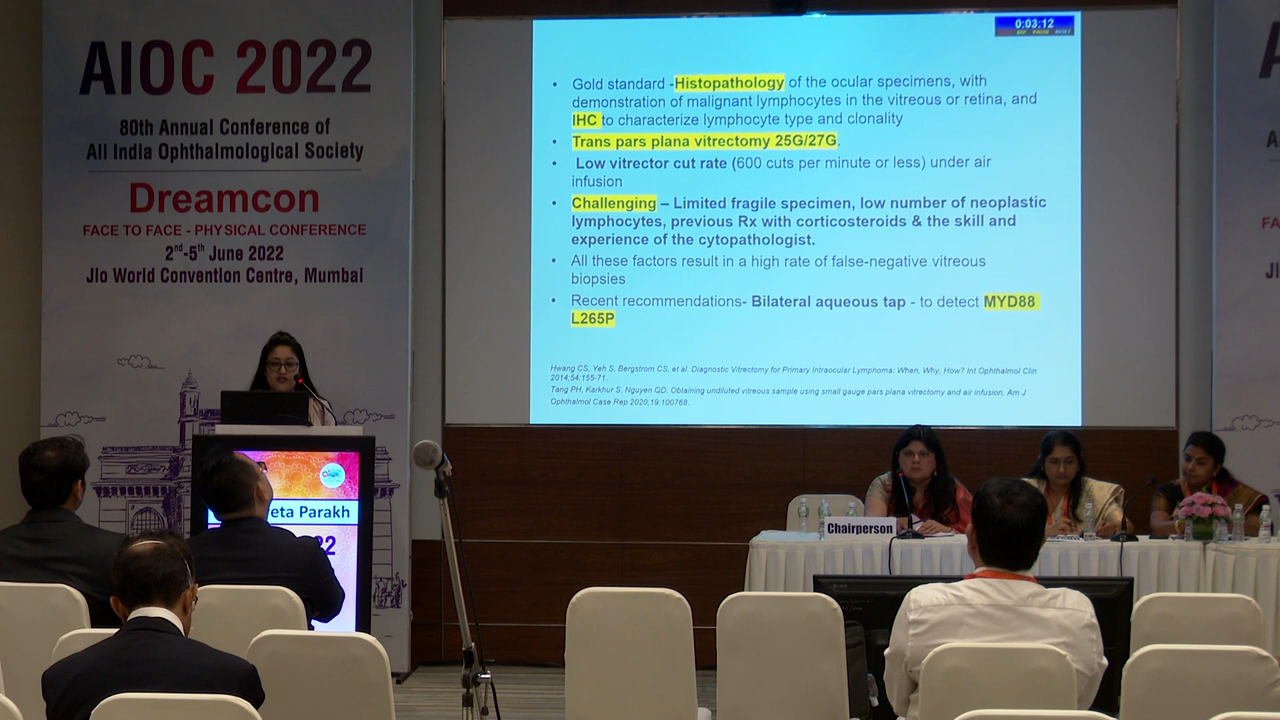 AIOC 2022
80th Annual Conference of
All India Ophthalmological Society
Dreamcon
FACE TO FACE - PHYSICAL CONFERENCE
2nd-5th June 2022
JIo World Convention Centre, Mumbai
0:03:12
• Gold standard -Histopathology of the ocular specimens, with
demonstration of malignant lymphocytes in the vitreous or retina, and
IHC to characterize lymphocyte type and clonality
• Trans pars plana vitrectomy 25G/27G.
• Low vitrector cut rate (600 cuts per minute or less) under air
infusion
• Challenging – Limited fragile specimen, low number of neoplastic
lymphocytes, previous Rx with corticosteroids & the skill and
experience of the cytopathologist.
• All these factors result in a high rate of false-negative vitreous
biopsies
• Recent recommendations- Bilateral aqueous tap - to detect MYD88
L265P
Hwang CS, Yeh S, Bergstrom CS, et al. Diagnostic Vitrectomy for Primary Intraocular Lymphoma: When, Why, How? Int Ophthalmol Clin
2014;54:155-71.
Tang PH, Karkhur S, Nguyen QD. Obtaining undiluted vitreous sample using small gauge pars plana vitrectomy and air infusion. Am J
Ophthalmol Case Rep 2020;19:100768.
eta Parakh
22
Chairperson